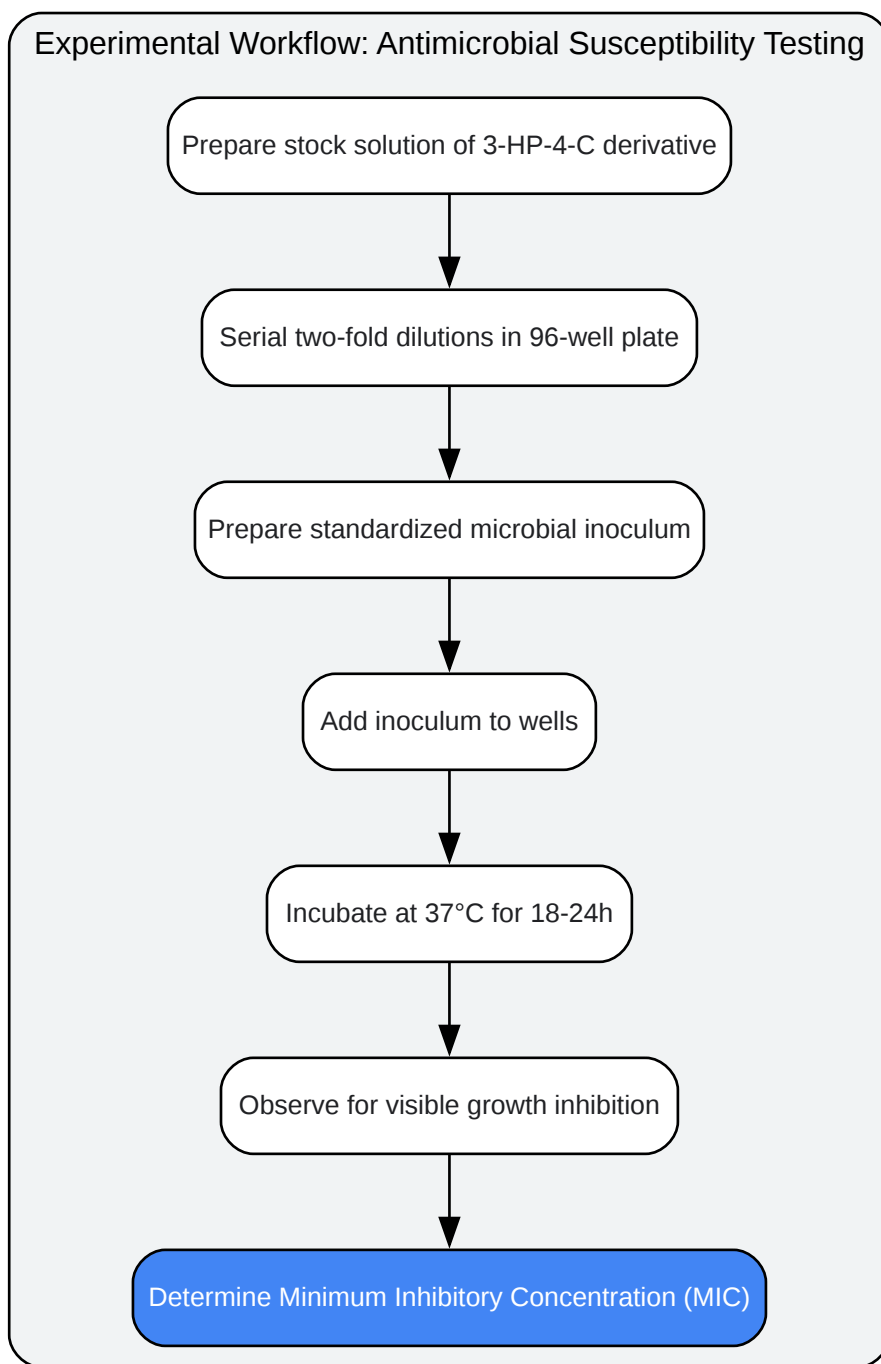 Experimental Workflow: Antimicrobial Susceptibility Testing
Prepare stock solution of 3-HP-4-C derivative
Serial two-fold dilutions in 96-well plate
Prepare standardized microbial inoculum
Add inoculum to wells
Incubate at 37°C for 18-24h
Observe for visible growth inhibition
Determine Minimum Inhibitory Concentration (MIC)